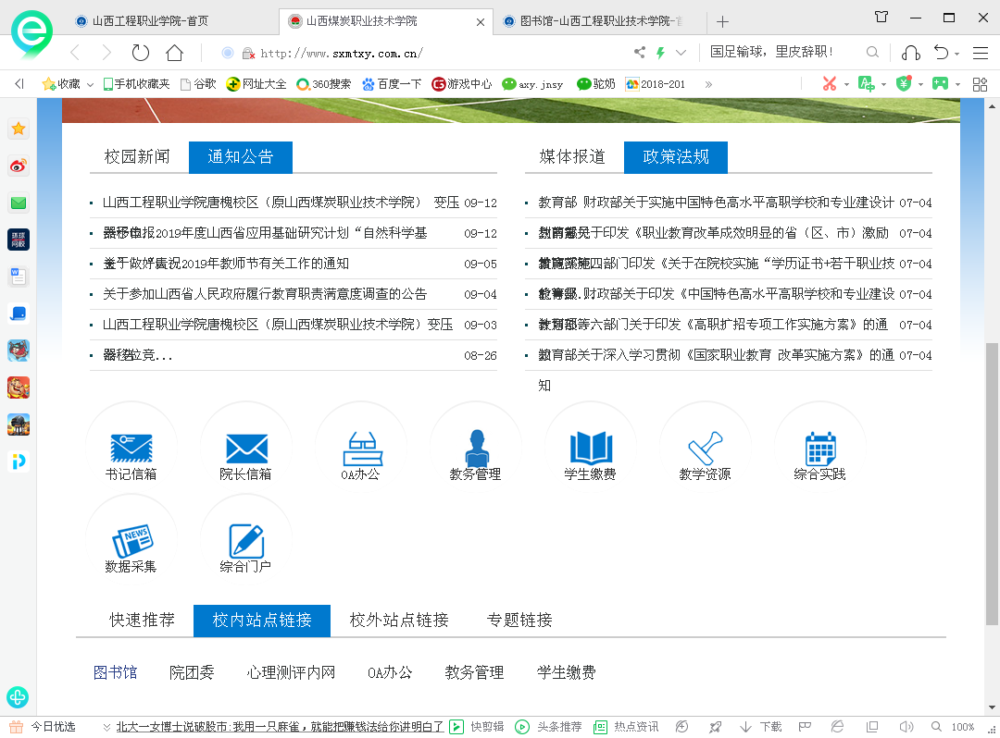 山西工程职业学院-首页
山西煤炭职业技术学院
图书馆-山西工程职业技术学院-
http://www.sxmtxy.com.cn/
国足输球, 里皮辞职!
收藏
手机收藏夹
谷歌
网址大全
360搜索
百度一下
游戏中心
axy. jnsy
驼奶
2018-201
校园新闻
通知公告
媒体报道
政策法规
山西工程职业学院唐槐校区（原山西煤炭职业技术学院） 变压 09-12
2019年度山西省应用基础研究计划“自然科学基 09-12
2019年教师节有关工作的通知 09-05
关于参加山西省人民政府履行教育职责满意度调查的公告 09-04
山西工程职业学院唐槐校区（原山西煤炭职业技术学院）变压 09-03
竞... 08-26
教育部 财政部关于实施中国特色高水平高职学校和专业建设计 07-04
关于印发《职业教育改革成效明显的省（区、市）激励 07-04
四部门印发《关于在院校实施“学历证书+若干职业技 07-04
财政部关于印发《中国特色高水平高职学校和专业建设 07-04
六部门关于印发《高职扩招专项工作实施方案》的通 07-04
教育部关于深入学习贯彻《国家职业教育 改革实施方案》的通 07-04
知
书记信箱
院长信箱
OA办公
教务管理
学生缴费
教学资源
综合实践
NEWS
数据采集
综合门户
快速推荐
校内站点链接
校外站点链接
专题链接
图书馆
院团委
心理测评内网
OA办公
教务管理
学生缴费
今日优选
北大一女博士说破股市:我用一只麻雀，就能把赚钱法给你讲明白了
快剪辑
头条推荐
热点资讯
下载
100%